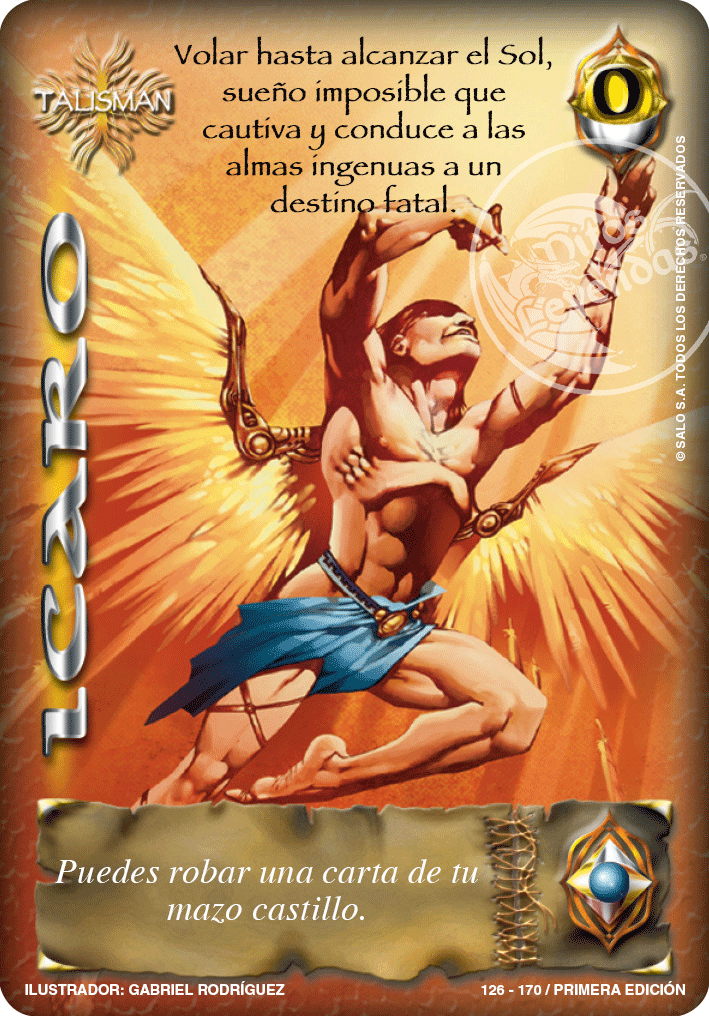 TALISMAN
Volar hasta alcanzar el Sol,
sueño imposible que
cautiva y conduce a las
almas ingenuas a un
destino fatal.
0
Mitos
Leyendas®
© SALO S.A. TODOS LOS DERECHOS RESERVADOS
ICARO
Puedes robar una carta de tu
mazo castillo.
ILUSTRADOR: GABRIEL RODRÍGUEZ
126 - 170 / PRIMERA EDICIÓN